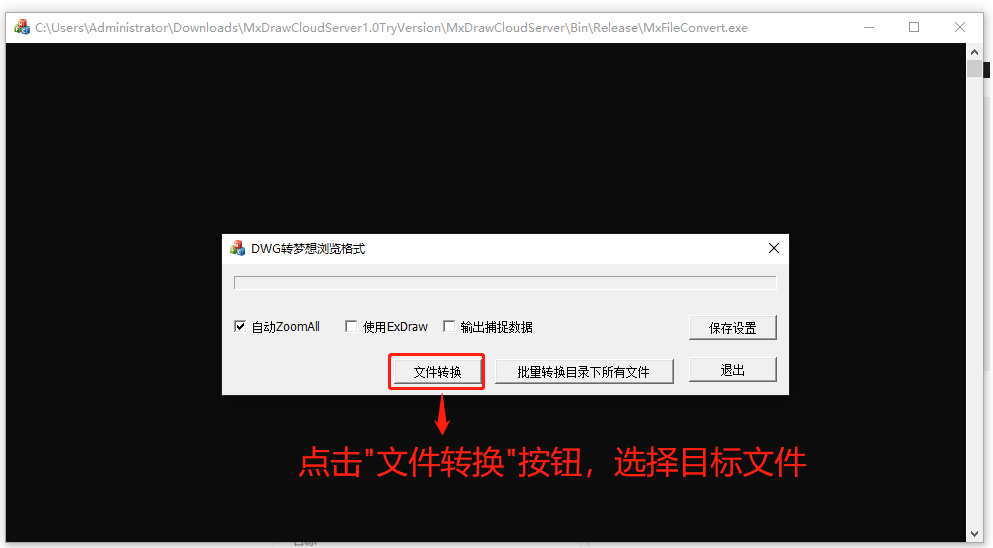 C:\Users\Administrator\Downloads\MxDrawCloudServer1.0TryVersion\MxDrawCloudServer\Bin\Release\MxFileConvert.exe
DWG转梦想浏览格式
自动ZoomAll 使用ExDraw 输出捕捉数据 保存设置
文件转换 批量转换目录下所有文件 退出
点击"文件转换"按钮，选择目标文件